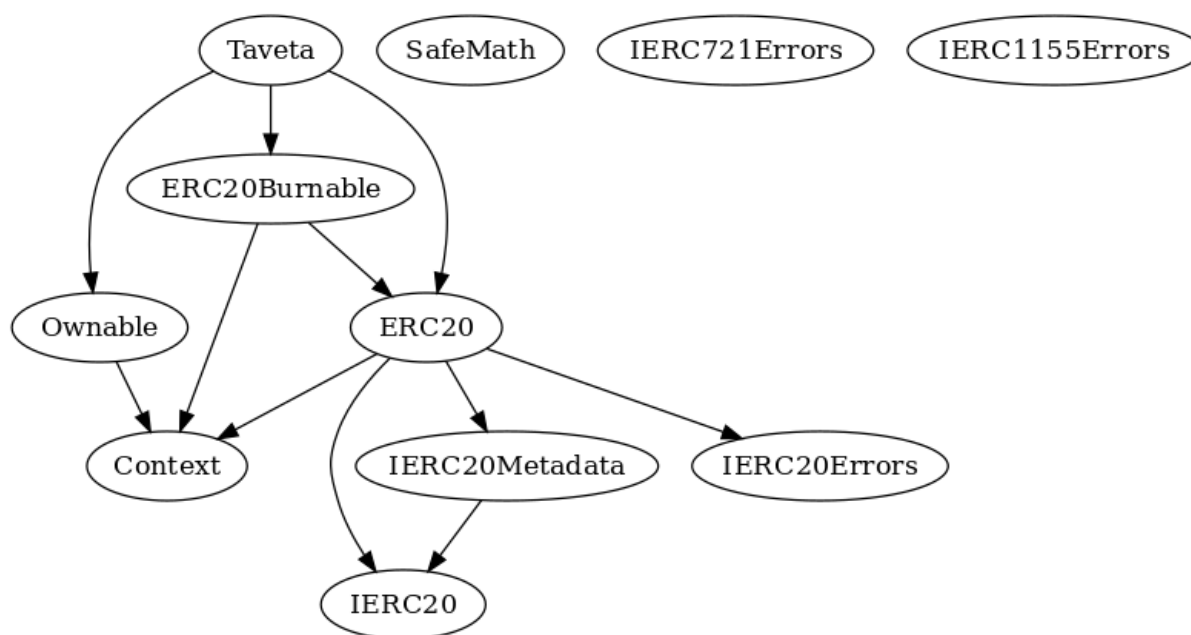 Taveta
SafeMath
IERC721Errors
IERC1155Errors
ERC20Burnable
Ownable
ERC20
Context
IERC20Metadata
IERC20Errors
IERC20